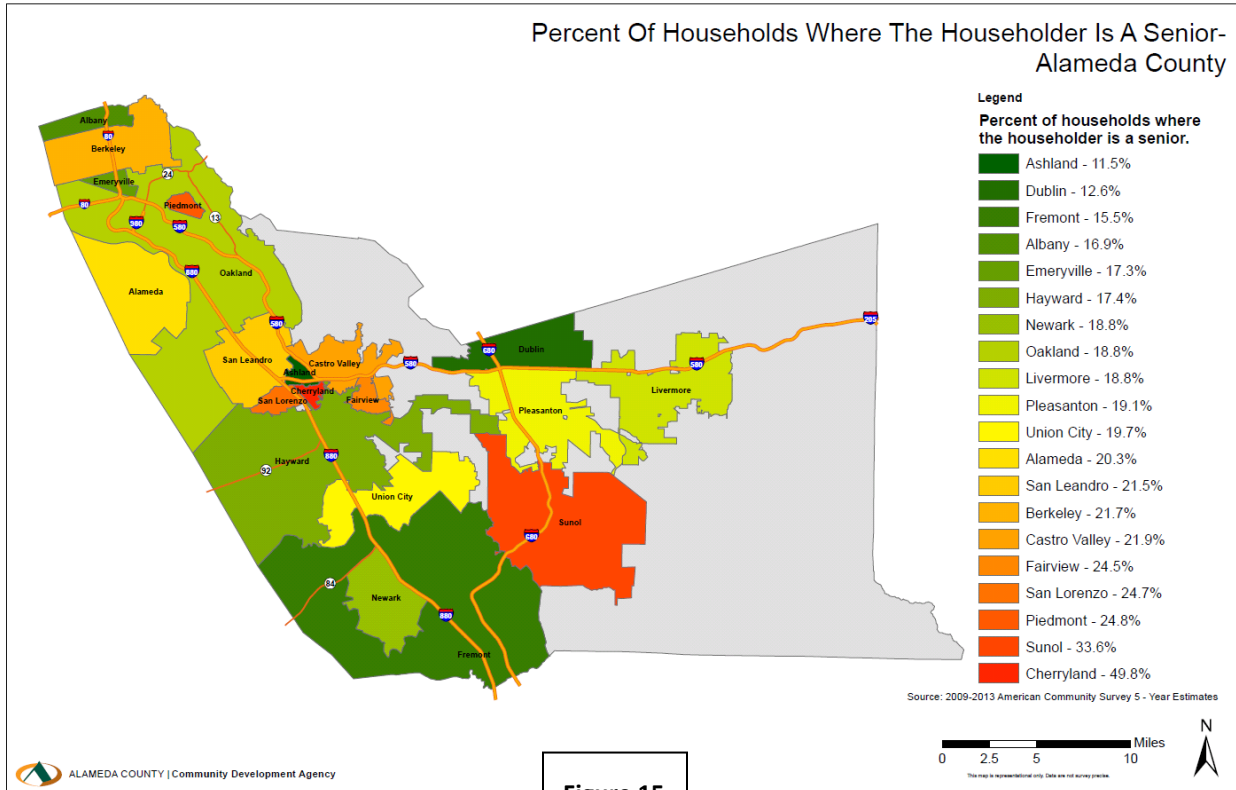 Percent Of Households Where The Householder Is A Senior-
Alameda County
Legend
Percent of households where
the householder is a senior.
Ashland - 11.5%
Dublin - 12.6%
Fremont - 15.5%
Albany - 16.9%
Emeryville - 17.3%
Hayward - 17.4%
Newark - 18.8%
Oakland - 18.8%
Livermore - 18.8%
Pleasanton - 19.1%
Union City - 19.7%
Alameda - 20.3%
San Leandro - 21.5%
Berkeley - 21.7%
Castro Valley - 21.9%
Fairview - 24.5%
San Lorenzo - 24.7%
Piedmont - 24.8%
Sunol - 33.6%
Cherryland - 49.8%
Source: 2009-2013 American Community Survey 5 - Year Estimates
Albany
80
Berkeley
Emeryville
24
80
Piedmont
13
980
580
880
Oakland
Alameda
580
680
Dublin
205
San Leandro
Castro Valley
580
580
Ashland
Cherryland
San Lorenzo
Fairview
Livermore
Pleasanton
Hayward
880
92
Union City
Sunol
680
84
Newark
880
Fremont
N
Miles
0 2.5 5 10
This map is representational only. Data are not survey precise.
ALAMEDA COUNTY | Community Development Agency
Figure 15